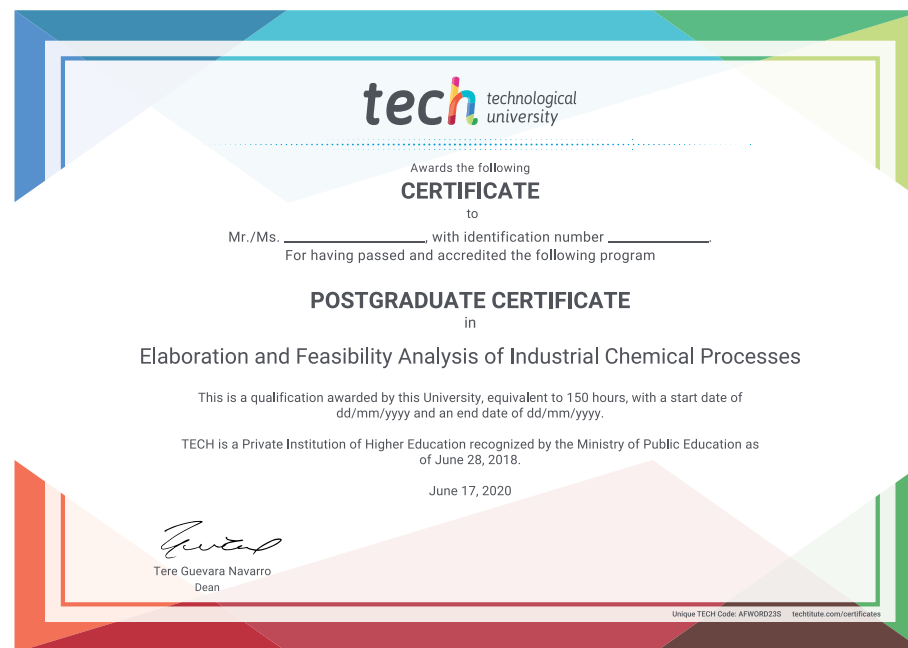 tech technological
university
Awards the following
CERTIFICATE
to
Mr./Ms. ____________________, with identification number ______________.
For having passed and accredited the following program
POSTGRADUATE CERTIFICATE
in
Elaboration and Feasibility Analysis of Industrial Chemical Processes
This is a qualification awarded by this University, equivalent to 150 hours, with a start date of
dd/mm/yyyy and an end date of dd/mm/yyyy.
TECH is a Private Institution of Higher Education recognized by the Ministry of Public Education as
of June 28, 2018.
June 17, 2020
Tere Guevara Navarro
Dean
Unique TECH Code: AFWORD23S techtitute.com/certificates